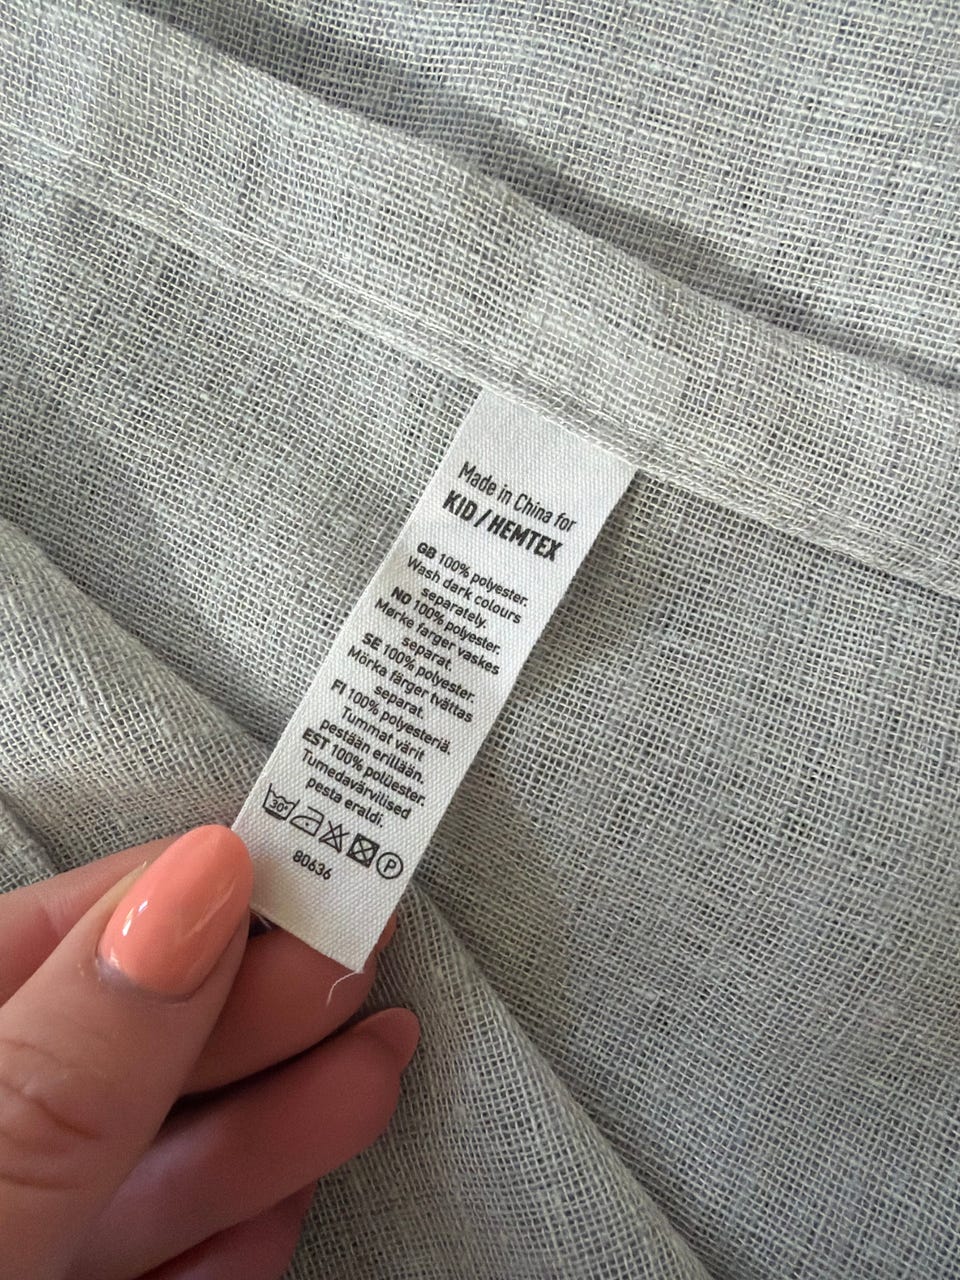 Made in China for
KID / HEMTEX
GB 100% polyester.
Wash dark colours
separately.
NO 100% polyester.
Mørke farger vaskes
separat.
SE 100% polyester.
Mörka färger tvättas
separat.
FI 100% polyesteriä.
Tummat värit
pestään erillään.
EST 100% polüester.
Tumedavärvilised
pesta eraldi.
30° P
80636